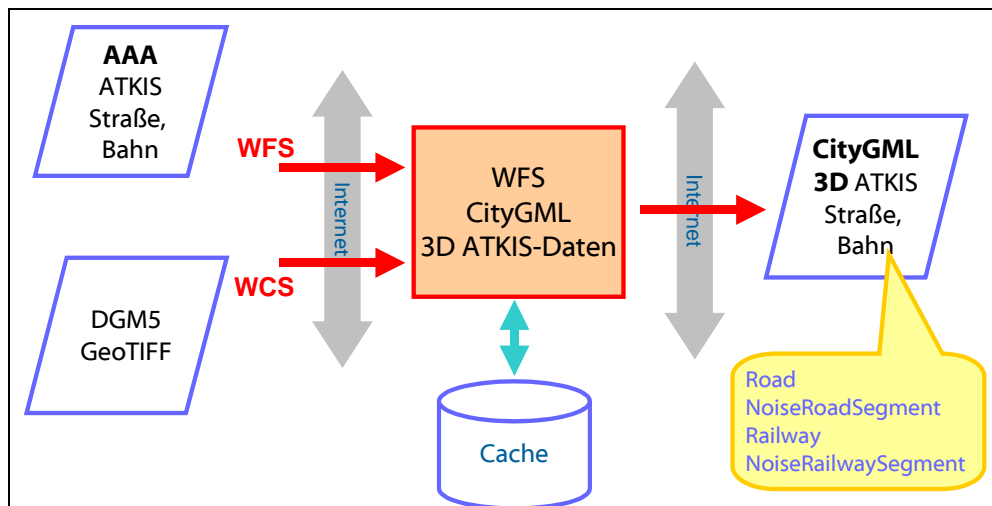 AAA
ATKIS
Straße,
Bahn
WFS
Internet
WCS
DGM5
GeoTIFF
WFS
CityGML
3D ATKIS-Daten
Cache
Internet
CityGML
3D ATKIS
Straße,
Bahn
Road
NoiseRoadSegment
Railway
NoiseRailwaySegment